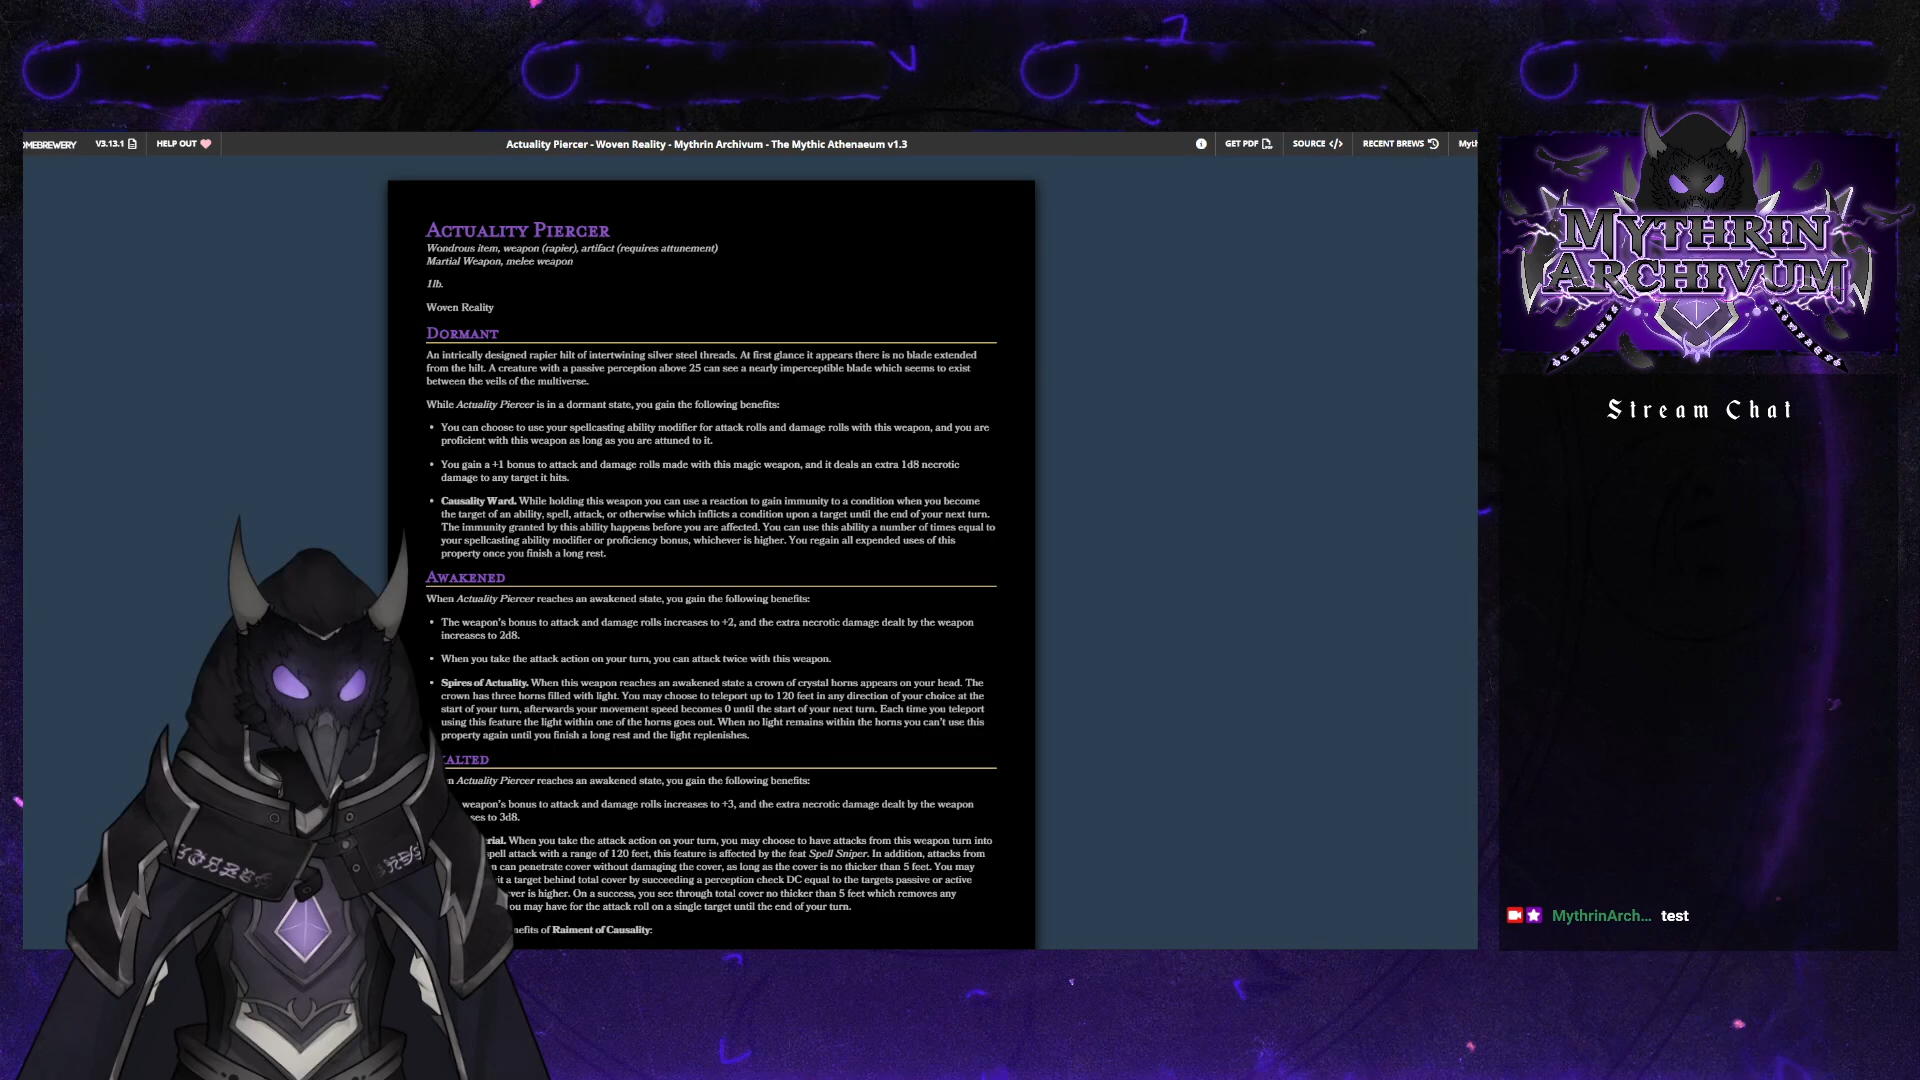 OMEBREWERY V3.13.1 HELP OUT Actuality Piercer - Woven Reality - Mythrin Archivum - The Mythic Athenaeum v1.3 GET PDF SOURCE </> RECENT BREWS Myth
MYTHRIN
ARCHIVUM
ACTUALITY PIERCER
Wondrous item, weapon (rapier), artifact (requires attunement)
Martial Weapon, melee weapon
1lb.
Woven Reality
DORMANT
An intrically designed rapier hilt of intertwining silver steel threads. At first glance it appears there is no blade extended
from the hilt. A creature with a passive perception above 25 can see a nearly imperceptible blade which seems to exist
between the veils of the multiverse.
While Actuality Piercer is in a dormant state, you gain the following benefits:
• You can choose to use your spellcasting ability modifier for attack rolls and damage rolls with this weapon, and you are
proficient with this weapon as long as you are attuned to it.
• You gain a +1 bonus to attack and damage rolls made with this magic weapon, and it deals an extra 1d8 necrotic
damage to any target it hits.
• Causality Ward. While holding this weapon you can use a reaction to gain immunity to a condition when you become
the target of an ability, spell, attack, or otherwise which inflicts a condition upon a target until the end of your next turn.
The immunity granted by this ability happens before you are affected. You can use this ability a number of times equal to
your spellcasting ability modifier or proficiency bonus, whichever is higher. You regain all expended uses of this
property once you finish a long rest.
AWAKENED
When Actuality Piercer reaches an awakened state, you gain the following benefits:
• The weapon's bonus to attack and damage rolls increases to +2, and the extra necrotic damage dealt by the weapon
increases to 2d8.
• When you take the attack action on your turn, you can attack twice with this weapon.
• Spires of Actuality. When this weapon reaches an awakened state a crown of crystal horns appears on your head. The
crown has three horns filled with light. You may choose to teleport up to 120 feet in any direction of your choice at the
start of your turn, afterwards your movement speed becomes 0 until the start of your next turn. Each time you teleport
using this feature the light within one of the horns goes out. When no light remains within the horns you can't use this
property again until you finish a long rest and the light replenishes.
ALTED
n Actuality Piercer reaches an awakened state, you gain the following benefits:
weapon's bonus to attack and damage rolls increases to +3, and the extra necrotic damage dealt by the weapon
ses to 3d8.
rial. When you take the attack action on your turn, you may choose to have attacks from this weapon turn into
pell attack with a range of 120 feet, this feature is affected by the feat Spell Sniper. In addition, attacks from
n can penetrate cover without damaging the cover, as long as the cover is no thicker than 5 feet. You may
it a target behind total cover by succeeding a perception check DC equal to the targets passive or active
ver is higher. On a success, you see through total cover no thicker than 5 feet which removes any
ou may have for the attack roll on a single target until the end of your turn.
nefits of Raiment of Causality:
Stream Chat
MythrinArch... test